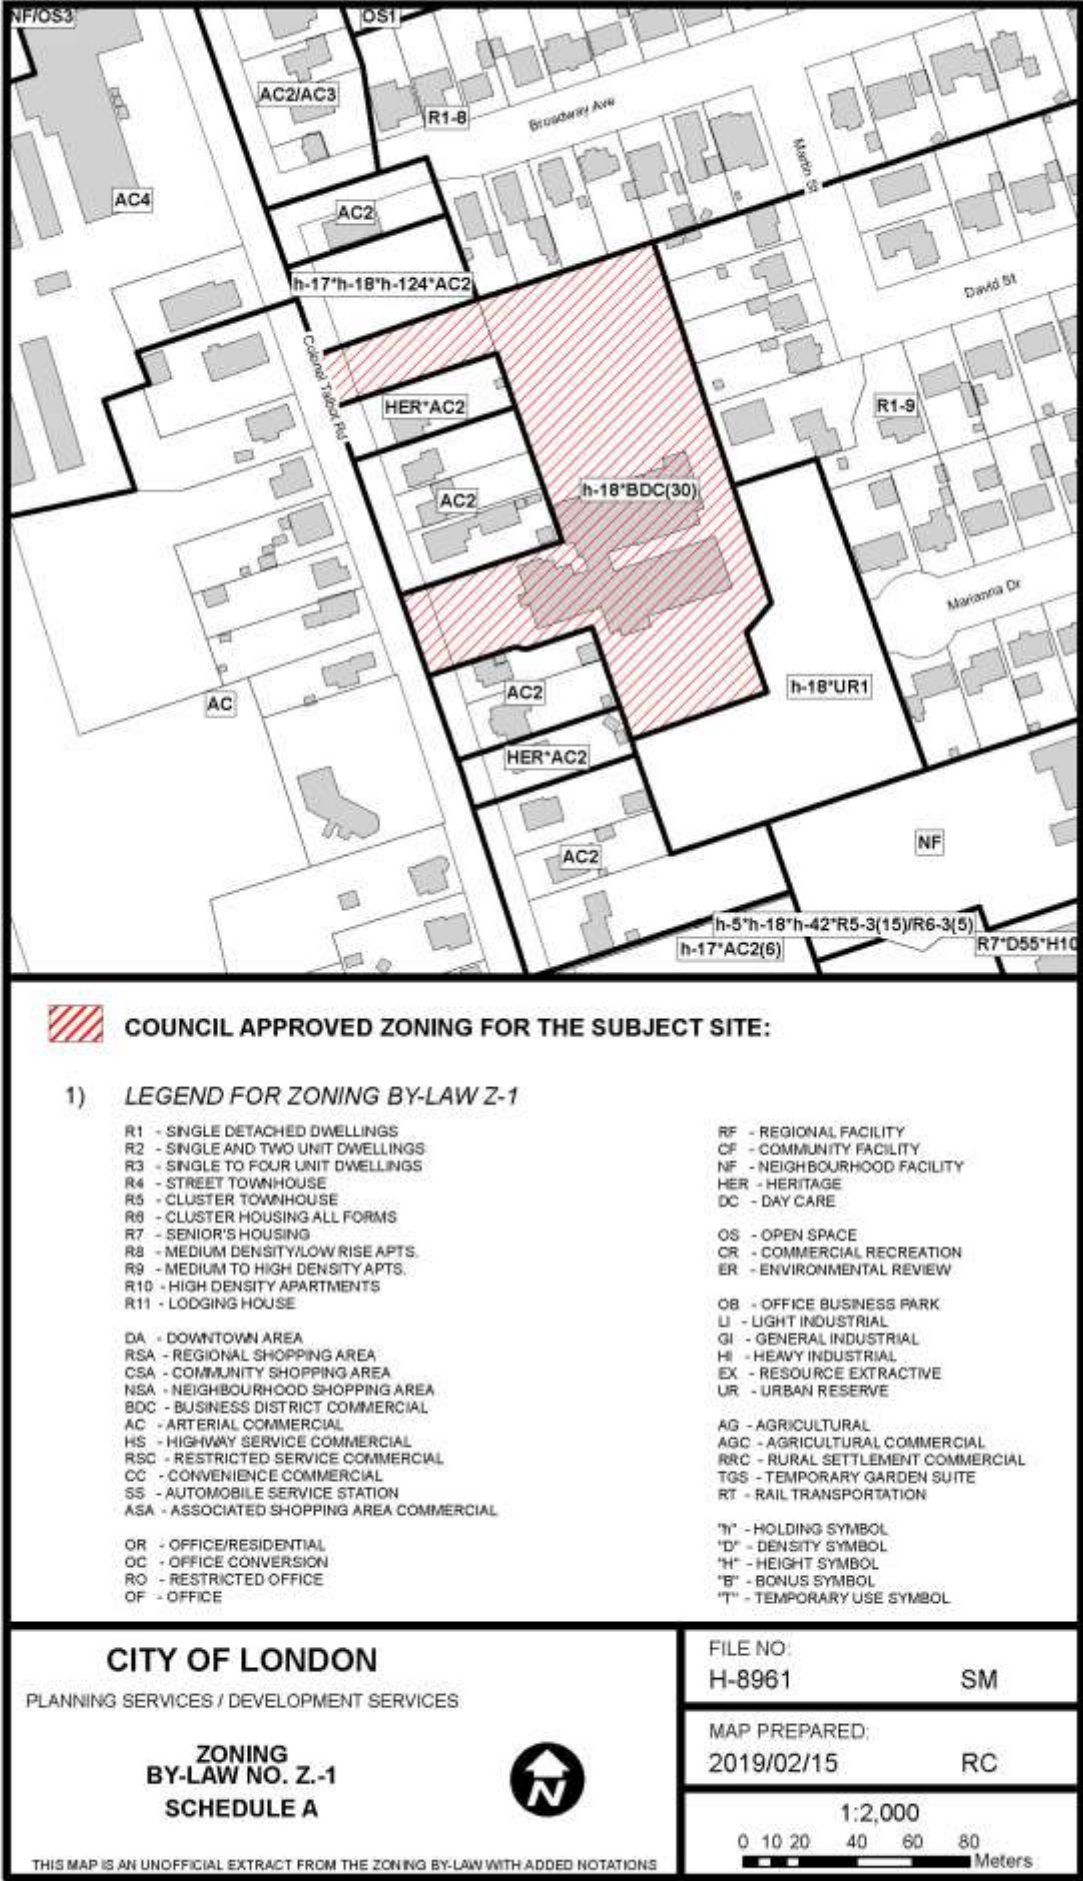 NF/OS3
OS1
AC2/AC3
R1-8
Broadway Ave
Martin St
AC4
AC2
h-17*h-18*h-124*AC2
David St
Colonel Talbot Rd
HER*AC2
R1-9
AC2
h-18*BDC(30)
Marianna Dr
AC
AC2
h-18*UR1
HER*AC2
AC2
NF
h-5*h-18*h-42*R5-3(15)/R6-3(5)
h-17*AC2(6)
R7*D55*H10
COUNCIL APPROVED ZONING FOR THE SUBJECT SITE:
1) LEGEND FOR ZONING BY-LAW Z-1
R1 - SINGLE DETACHED DWELLINGS
R2 - SINGLE AND TWO UNIT DWELLINGS
R3 - SINGLE TO FOUR UNIT DWELLINGS
R4 - STREET TOWNHOUSE
R5 - CLUSTER TOWNHOUSE
R6 - CLUSTER HOUSING ALL FORMS
R7 - SENIOR'S HOUSING
R8 - MEDIUM DENSITY/LOW RISE APTS.
R9 - MEDIUM TO HIGH DENSITY APTS.
R10 - HIGH DENSITY APARTMENTS
R11 - LODGING HOUSE
DA - DOWNTOWN AREA
RSA - REGIONAL SHOPPING AREA
CSA - COMMUNITY SHOPPING AREA
NSA - NEIGHBOURHOOD SHOPPING AREA
BDC - BUSINESS DISTRICT COMMERCIAL
AC - ARTERIAL COMMERCIAL
HS - HIGHWAY SERVICE COMMERCIAL
RSC - RESTRICTED SERVICE COMMERCIAL
CC - CONVENIENCE COMMERCIAL
SS - AUTOMOBILE SERVICE STATION
ASA - ASSOCIATED SHOPPING AREA COMMERCIAL
OR - OFFICE/RESIDENTIAL
OC - OFFICE CONVERSION
RO - RESTRICTED OFFICE
OF - OFFICE
RF - REGIONAL FACILITY
CF - COMMUNITY FACILITY
NF - NEIGHBOURHOOD FACILITY
HER - HERITAGE
DC - DAY CARE
OS - OPEN SPACE
CR - COMMERCIAL RECREATION
ER - ENVIRONMENTAL REVIEW
OB - OFFICE BUSINESS PARK
LI - LIGHT INDUSTRIAL
GI - GENERAL INDUSTRIAL
HI - HEAVY INDUSTRIAL
EX - RESOURCE EXTRACTIVE
UR - URBAN RESERVE
AG - AGRICULTURAL
AGC - AGRICULTURAL COMMERCIAL
RRC - RURAL SETTLEMENT COMMERCIAL
TGS - TEMPORARY GARDEN SUITE
RT - RAIL TRANSPORTATION
"h" - HOLDING SYMBOL
"D" - DENSITY SYMBOL
"H" - HEIGHT SYMBOL
"B" - BONUS SYMBOL
"T" - TEMPORARY USE SYMBOL
CITY OF LONDON
PLANNING SERVICES / DEVELOPMENT SERVICES
ZONING
BY-LAW NO. Z.-1
SCHEDULE A
N
THIS MAP IS AN UNOFFICIAL EXTRACT FROM THE ZONING BY-LAW WITH ADDED NOTATIONS
FILE NO:
H-8961 SM
MAP PREPARED:
2019/02/15 RC
1:2,000
0 10 20 40 60 80
Meters